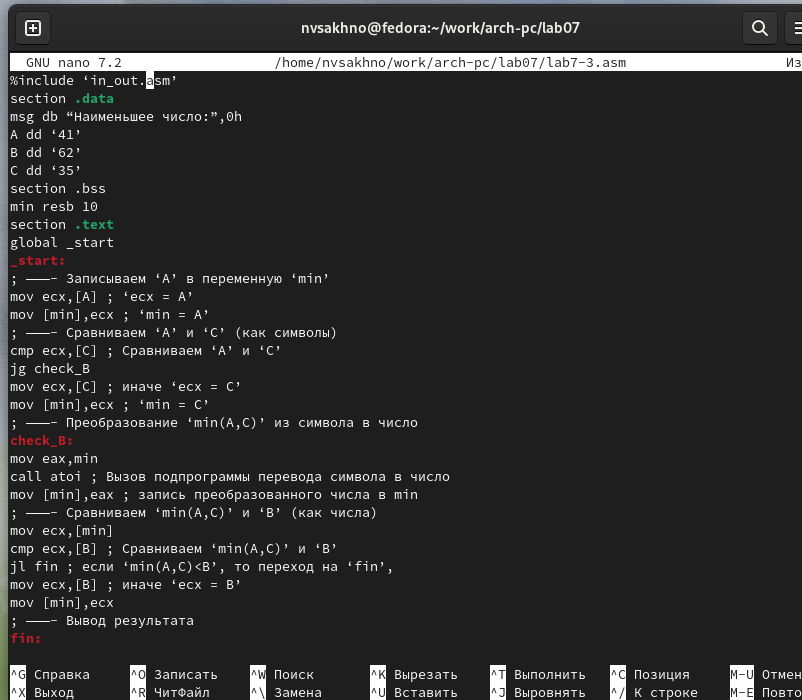 nvsakhno@fedora:~/work/arch-pc/lab07
GNU nano 7.2 /home/nvsakhno/work/arch-pc/lab07/lab7-3.asm Из
%include ‘in_out.asm’
section .data
msg db “Наименьшее число:”,0h
A dd ‘41’
B dd ‘62’
C dd ‘35’
section .bss
min resb 10
section .text
global _start
_start:
; ———– Записываем ‘A’ в переменную ‘min’
mov ecx,[A] ; ‘ecx = A’
mov [min],ecx ; ‘min = A’
; ———– Сравниваем ‘A’ и ‘C’ (как символы)
cmp ecx,[C] ; Сравниваем ‘A’ и ‘C’
jg check_B
mov ecx,[C] ; иначе ‘ecx = C’
mov [min],ecx ; ‘min = C’
; ———– Преобразование ‘min(A,C)’ из символа в число
check_B:
mov eax,min
call atoi ; Вызов подпрограммы перевода символа в число
mov [min],eax ; запись преобразованного числа в min
; ———– Сравниваем ‘min(A,C)’ и ‘B’ (как числа)
mov ecx,[min]
cmp ecx,[B] ; Сравниваем ‘min(A,C)’ и ‘B’
jl fin ; если ‘min(A,C)<B’, то переход на ‘fin’,
mov ecx,[B] ; иначе ‘ecx = B’
mov [min],ecx
; ———– Вывод результата
fin:
^G Справка ^O Записать ^W Поиск ^K Вырезать ^T Выполнить ^C Позиция M-U Отмен
^X Выход ^R ЧитФайл ^\ Замена ^U Вставить ^J Выровнять ^/ К строке M-E Повто